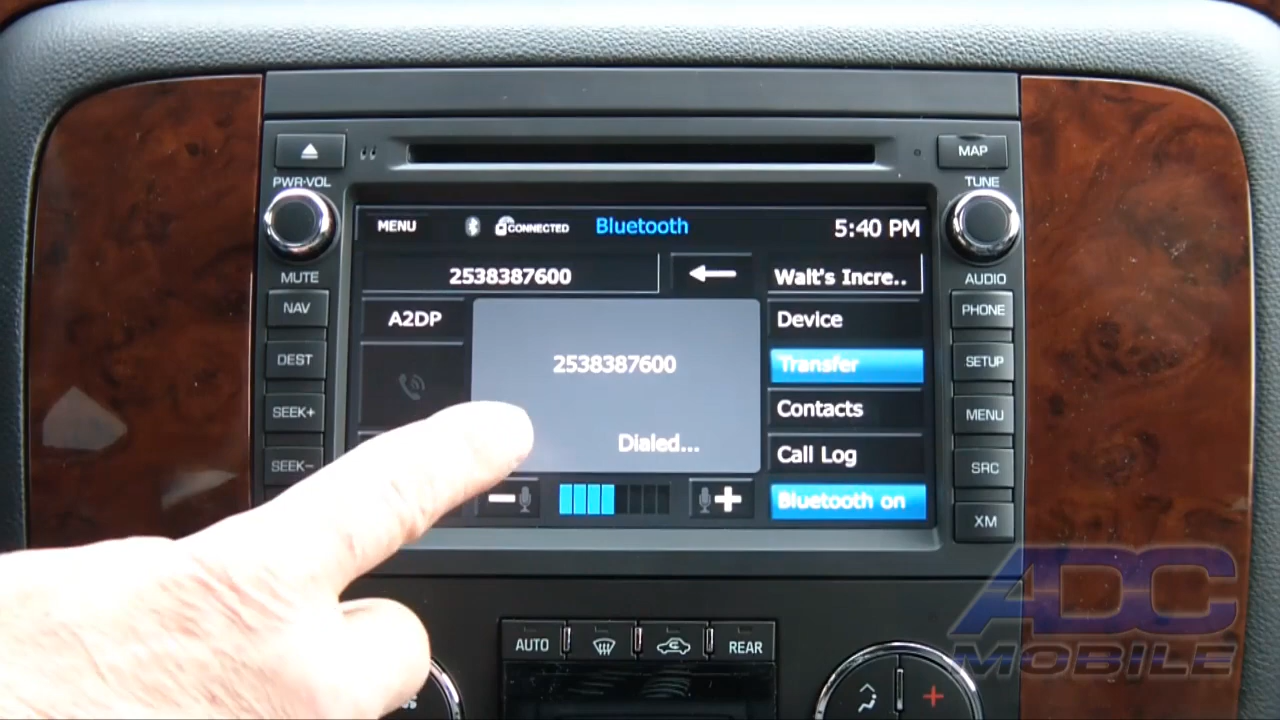 MAP
PWR·VOL
TUNE
MENU
CONNECTED
Bluetooth
5:40 PM
MUTE
2538387600
Walt's Incre..
AUDIO
NAV
A2DP
Device
PHONE
DEST
2538387600
Transfer
SETUP
SEEK+
Contacts
MENU
SEEK-
Dialed...
Call Log
SRC
Bluetooth on
XM
AUTO
REAR
ADC
MOBILE